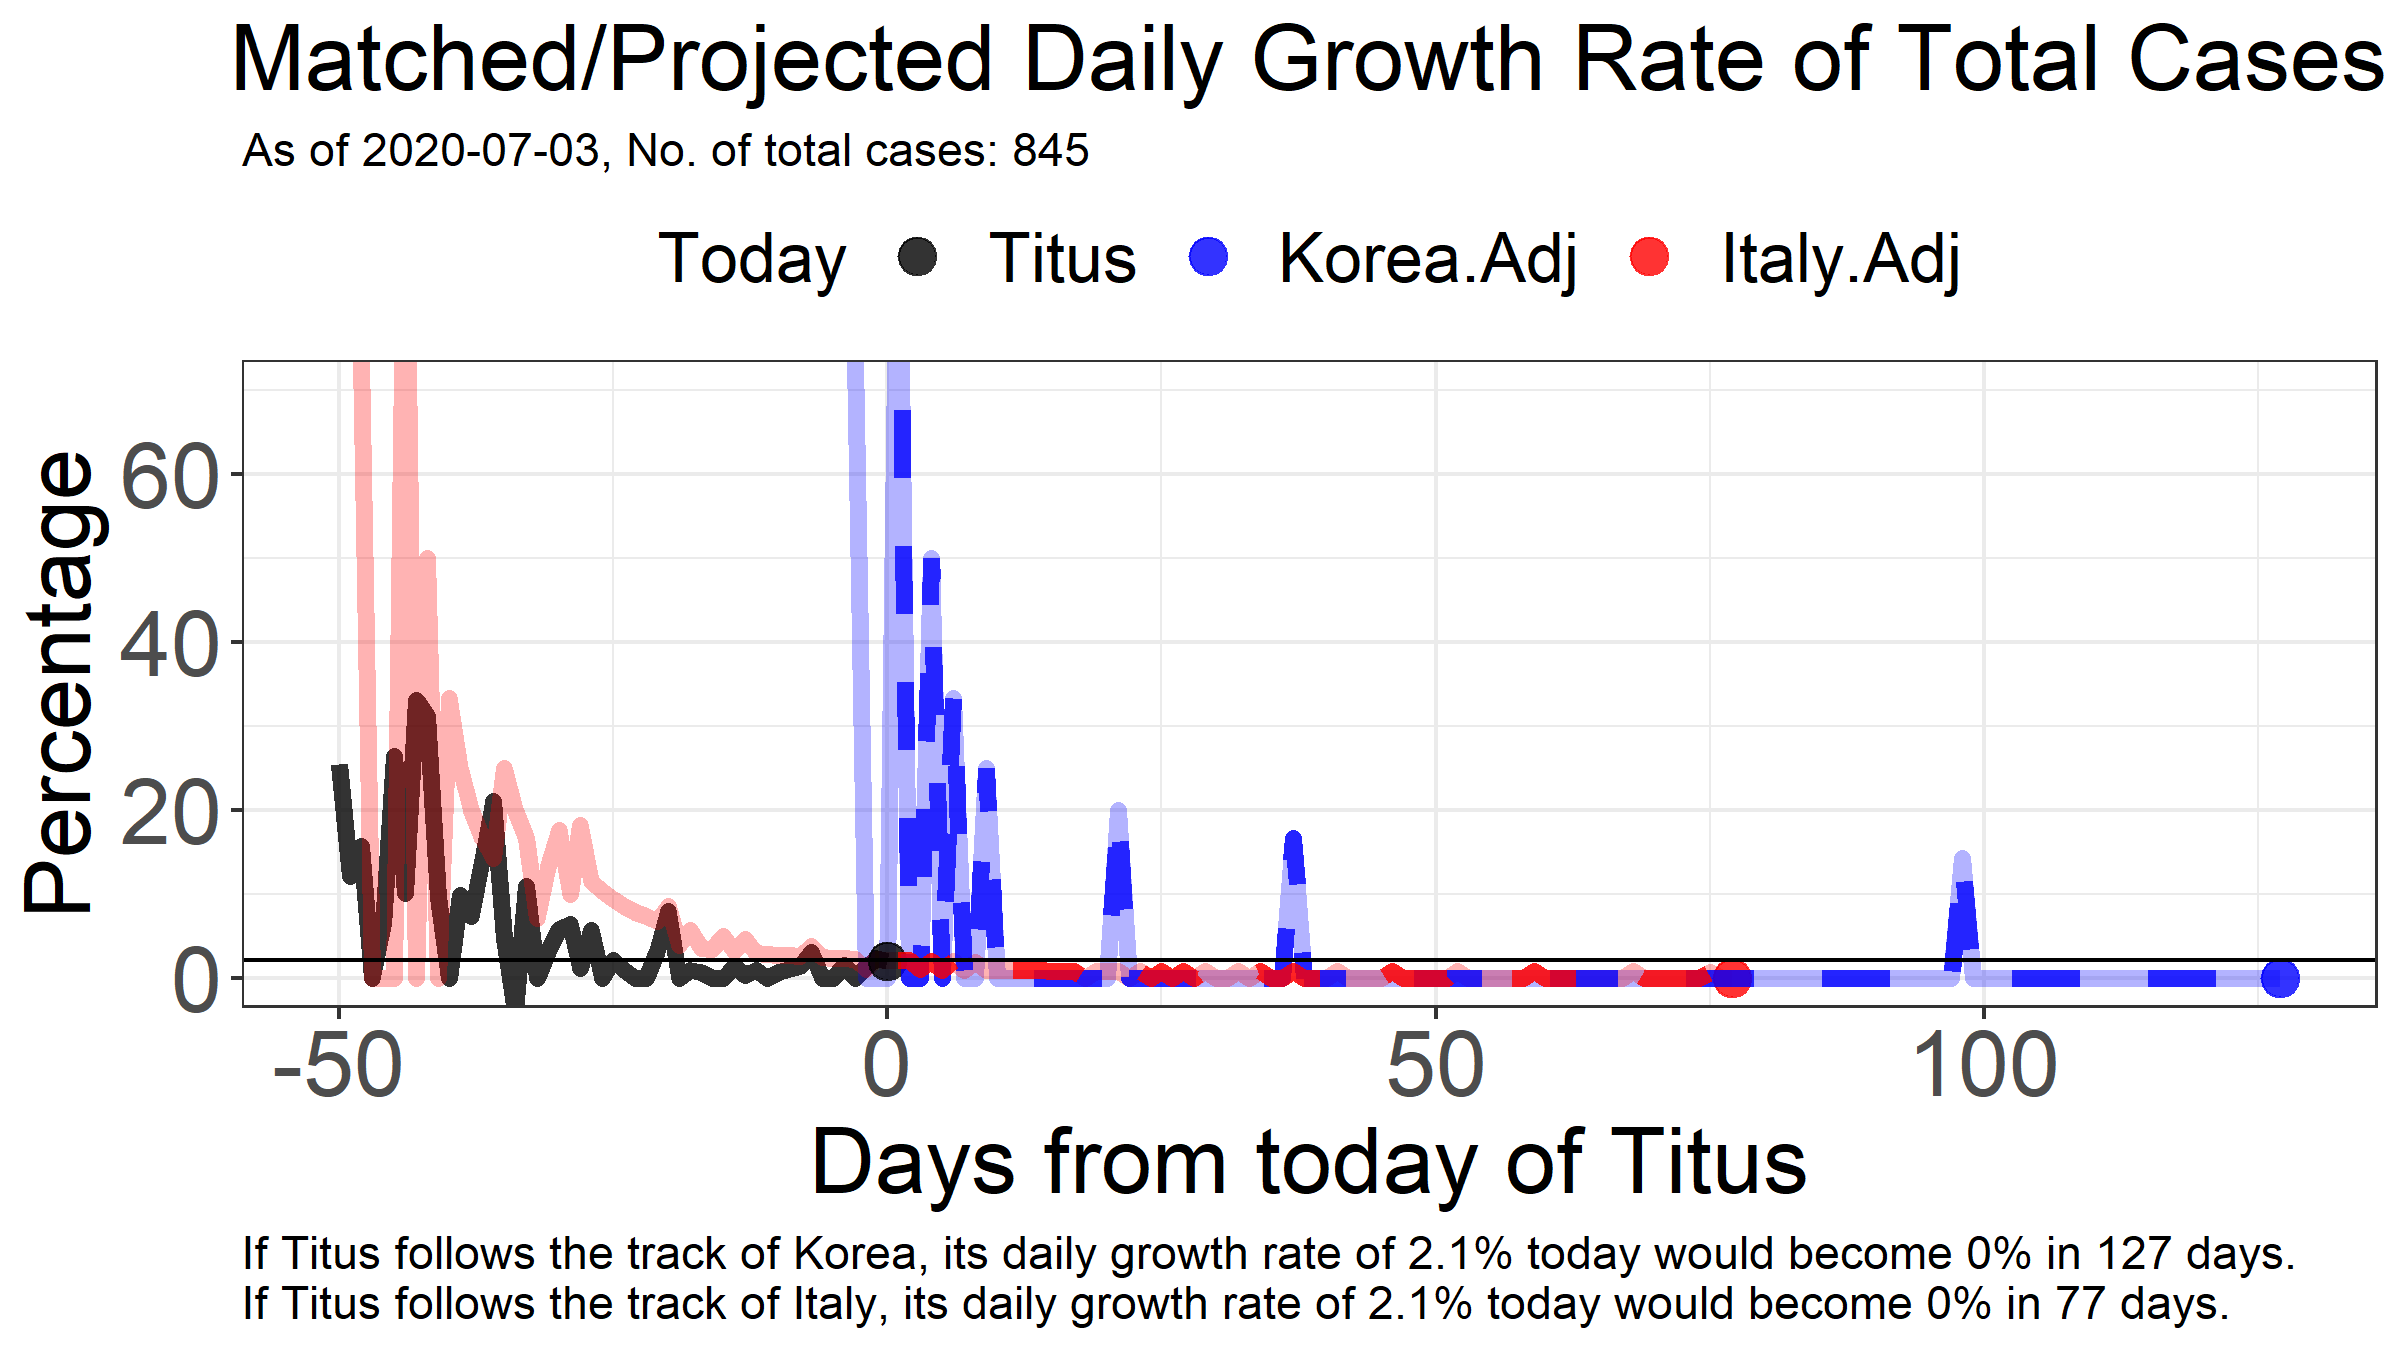 Matched/Projected Daily Growth Rate of Total Cases
As of 2020-07-03, No. of total cases: 845
Today Titus Korea.Adj Italy.Adj
Percentage
60
40
20
0
-50 0 50 100
Days from today of Titus
If Titus follows the track of Korea, its daily growth rate of 2.1% today would become 0% in 127 days.
If Titus follows the track of Italy, its daily growth rate of 2.1% today would become 0% in 77 days.